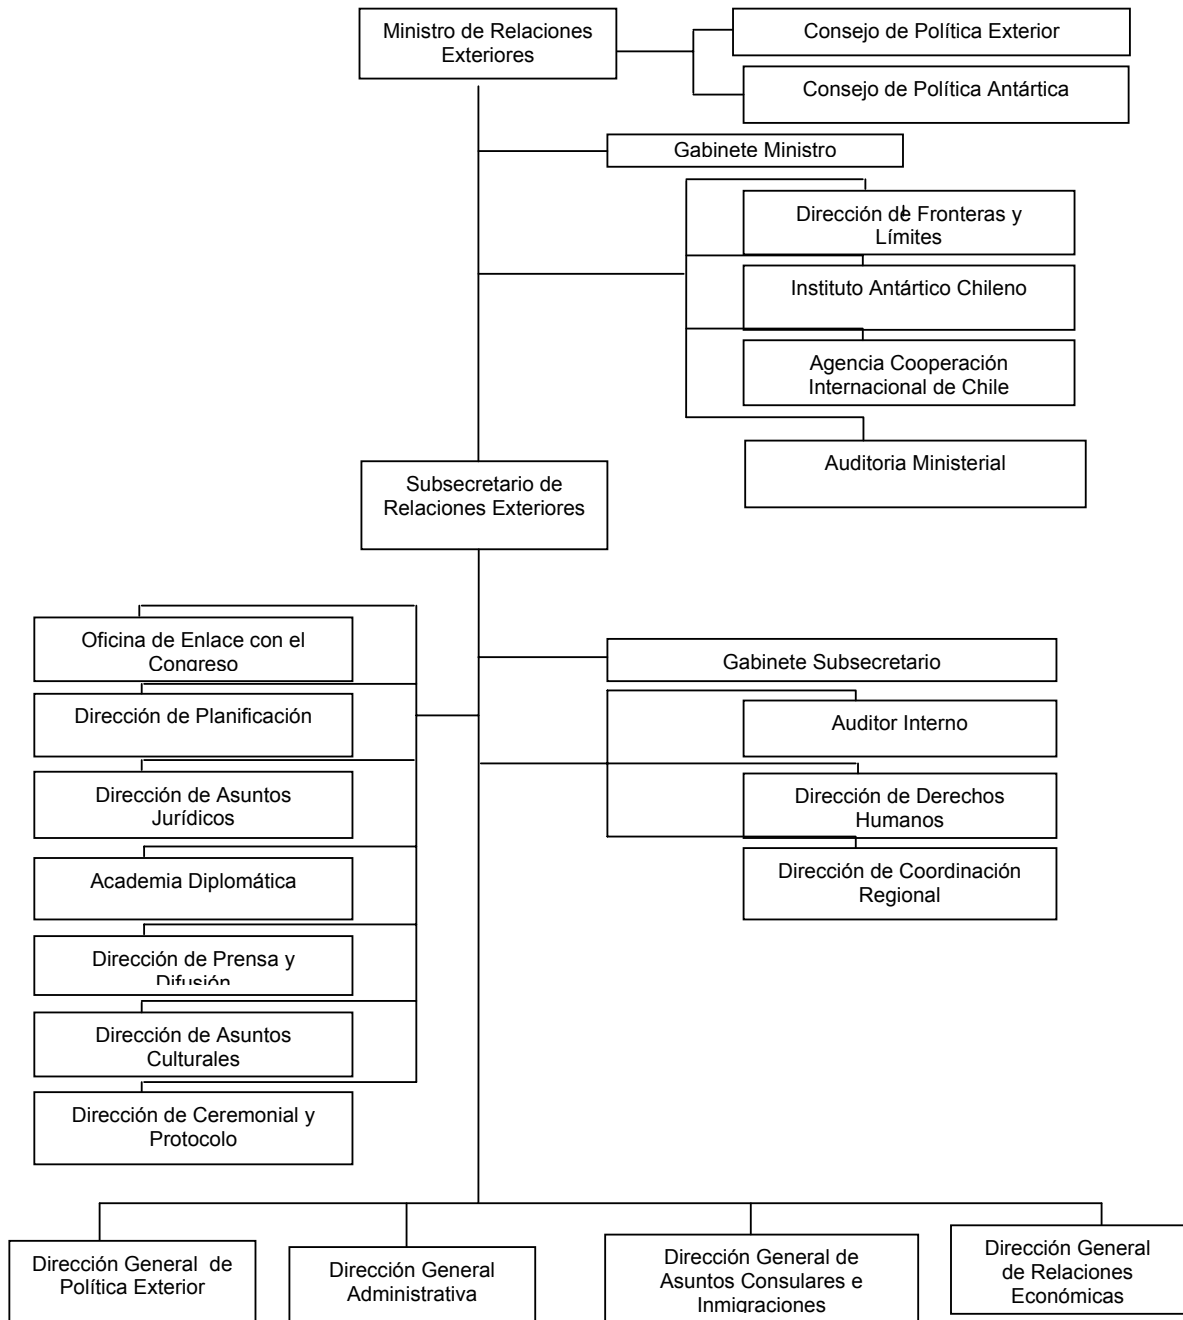 Ministro de Relaciones
Exteriores
Consejo de Política Exterior
Consejo de Política Antártica
Gabinete Ministro
Dirección de Fronteras y
Límites
Instituto Antártico Chileno
Agencia Cooperación
Internacional de Chile
Auditoria Ministerial
Subsecretario de
Relaciones Exteriores
Oficina de Enlace con el
Congreso
Dirección de Planificación
Dirección de Asuntos
Jurídicos
Academia Diplomática
Dirección de Prensa y
Difusión
Dirección de Asuntos
Culturales
Dirección de Ceremonial y
Protocolo
Gabinete Subsecretario
Auditor Interno
Dirección de Derechos
Humanos
Dirección de Coordinación
Regional
Dirección General de
Política Exterior
Dirección General
Administrativa
Dirección General de
Asuntos Consulares e
Inmigraciones
Dirección General
de Relaciones
Económicas